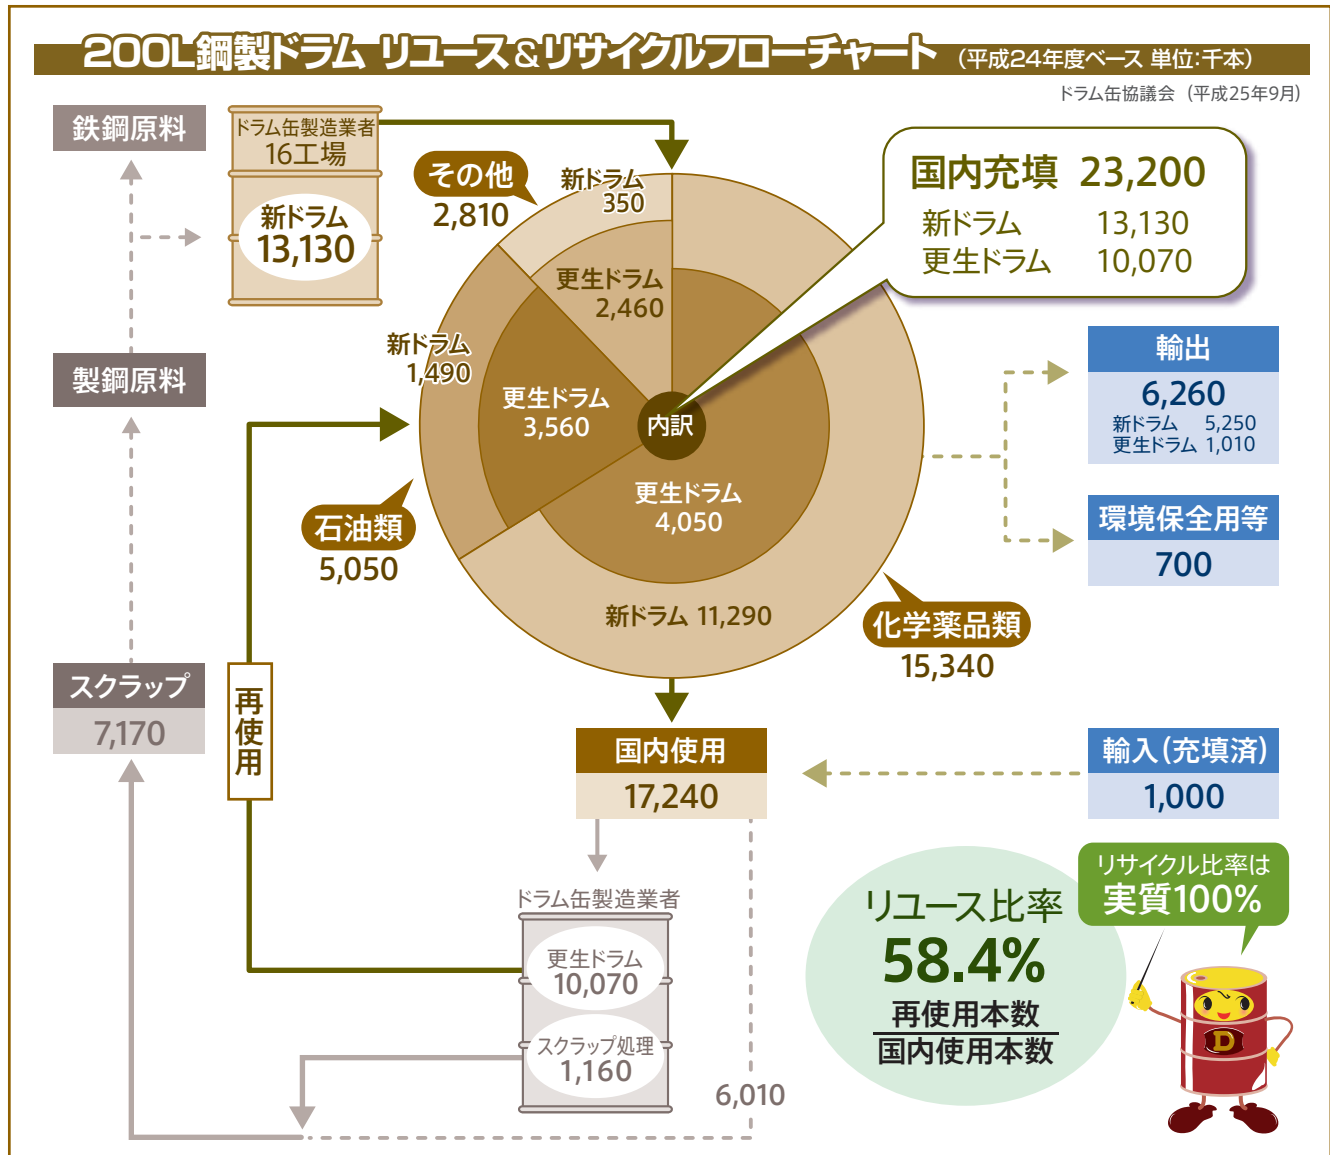 200L鋼製ドラム リユース&リサイクルフローチャート (平成24年度ベース 単位:千本)
ドラム缶協議会 (平成25年9月)
鉄鋼原料
ドラム缶製造業者
16工場
新ドラム
13,130
その他
2,810
新ドラム
350
更生ドラム
2,460
国内充填 23,200
新ドラム 13,130
更生ドラム 10,070
製鋼原料
新ドラム
1,490
更生ドラム
3,560
内訳
更生ドラム
4,050
新ドラム 11,290
石油類
5,050
化学薬品類
15,340
輸出
6,260
新ドラム 5,250
更生ドラム 1,010
環境保全用等
700
スクラップ
7,170
再使用
国内使用
17,240
輸入(充填済)
1,000
ドラム缶製造業者
更生ドラム
10,070
スクラップ処理
1,160
6,010
リユース比率
58.4%
再使用本数
国内使用本数
リサイクル比率は
実質100%
D